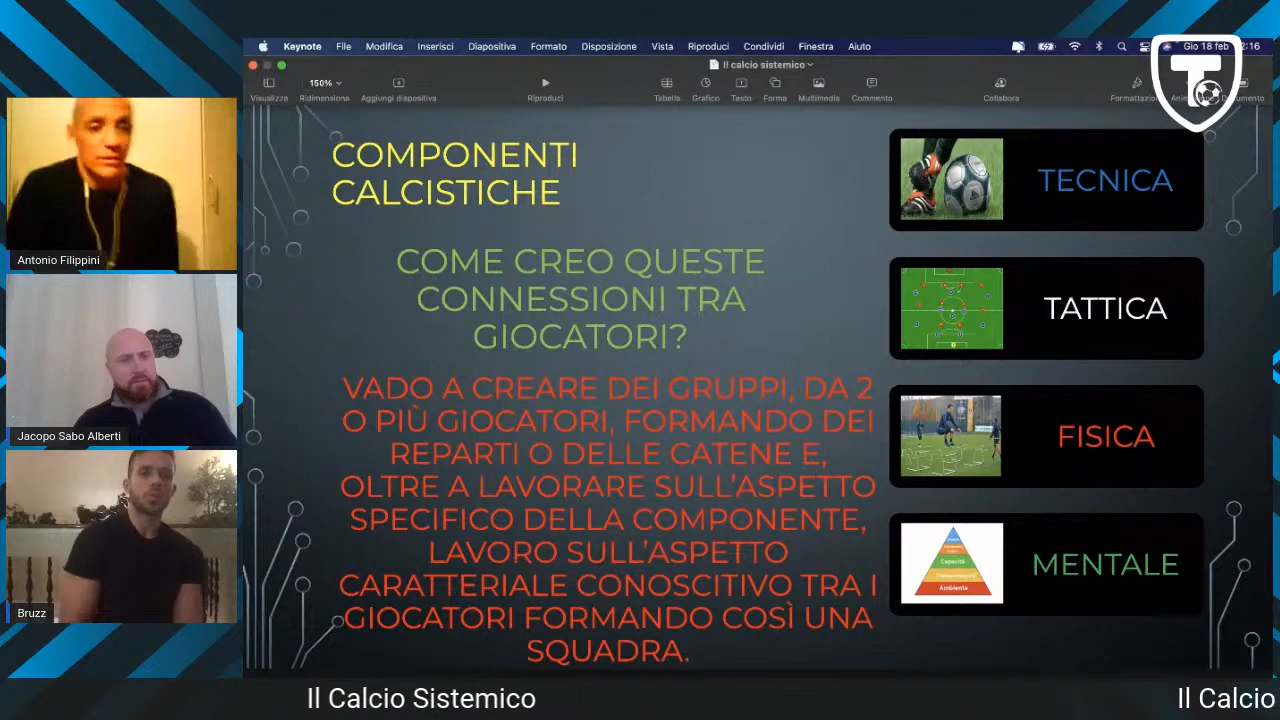 Keynote File Modifica Inserisci Diapositiva Formato Disposizione Vista Riproduci Condividi Finestra Aiuto Gio 18 feb
Il calcio sistemico
150%
Visualizza Ridimensiona Aggiungi diapositiva Riproduci Tabella Grafico Testo Forma Multimedia Commento Collabora
T
COMPONENTI
CALCISTICHE
COME CREO QUESTE
CONNESSIONI TRA
GIOCATORI?
VADO A CREARE DEI GRUPPI, DA 2
O PIÙ GIOCATORI, FORMANDO DEI
REPARTI O DELLE CATENE E,
OLTRE A LAVORARE SULL'ASPETTO
SPECIFICO DELLA COMPONENTE,
LAVORO SULL'ASPETTO
CARATTERIALE CONOSCITIVO TRA I
GIOCATORI FORMANDO COSÌ UNA
SQUADRA.
TECNICA
TATTICA
FISICA
Capacità
Ambiente
MENTALE
Antonio Filippini
Jacopo Sabo Alberti
Bruzz
Il Calcio Sistemico
Il Calcio